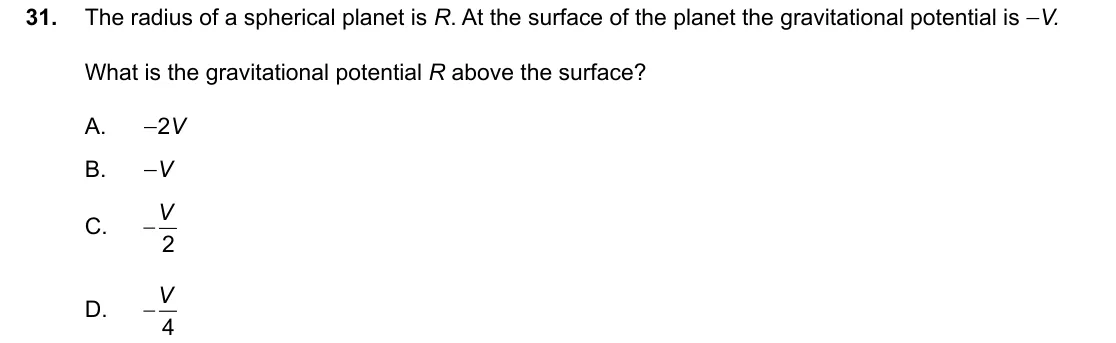 31. The radius of a spherical planet is R. At the surface of the planet the gravitational potential is –V.
What is the gravitational potential R above the surface?
A. –2V
B. –V
C. –V/2
D. –V/4